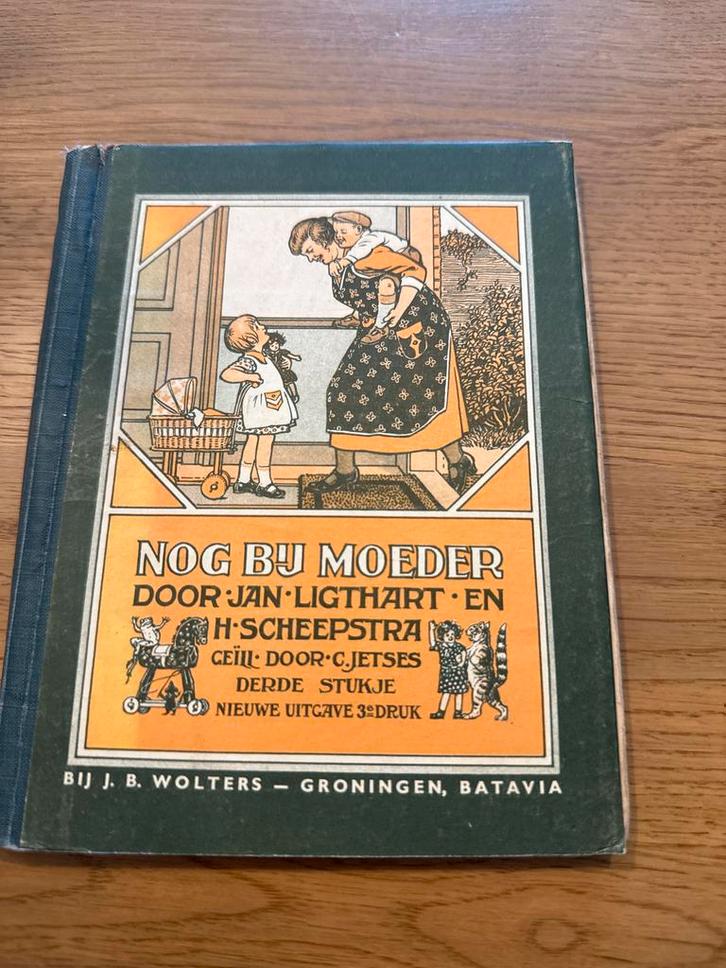 NOG BIJ MOEDER
DOOR·JAN·LIGTHART·EN
H·SCHEEPSTRA
GEÏLL·DOOR·C.JETSES
DERDE STUKJE
NIEUWE UITGAVE 3e DRUK
BIJ J. B. WOLTERS — GRONINGEN, BATAVIA